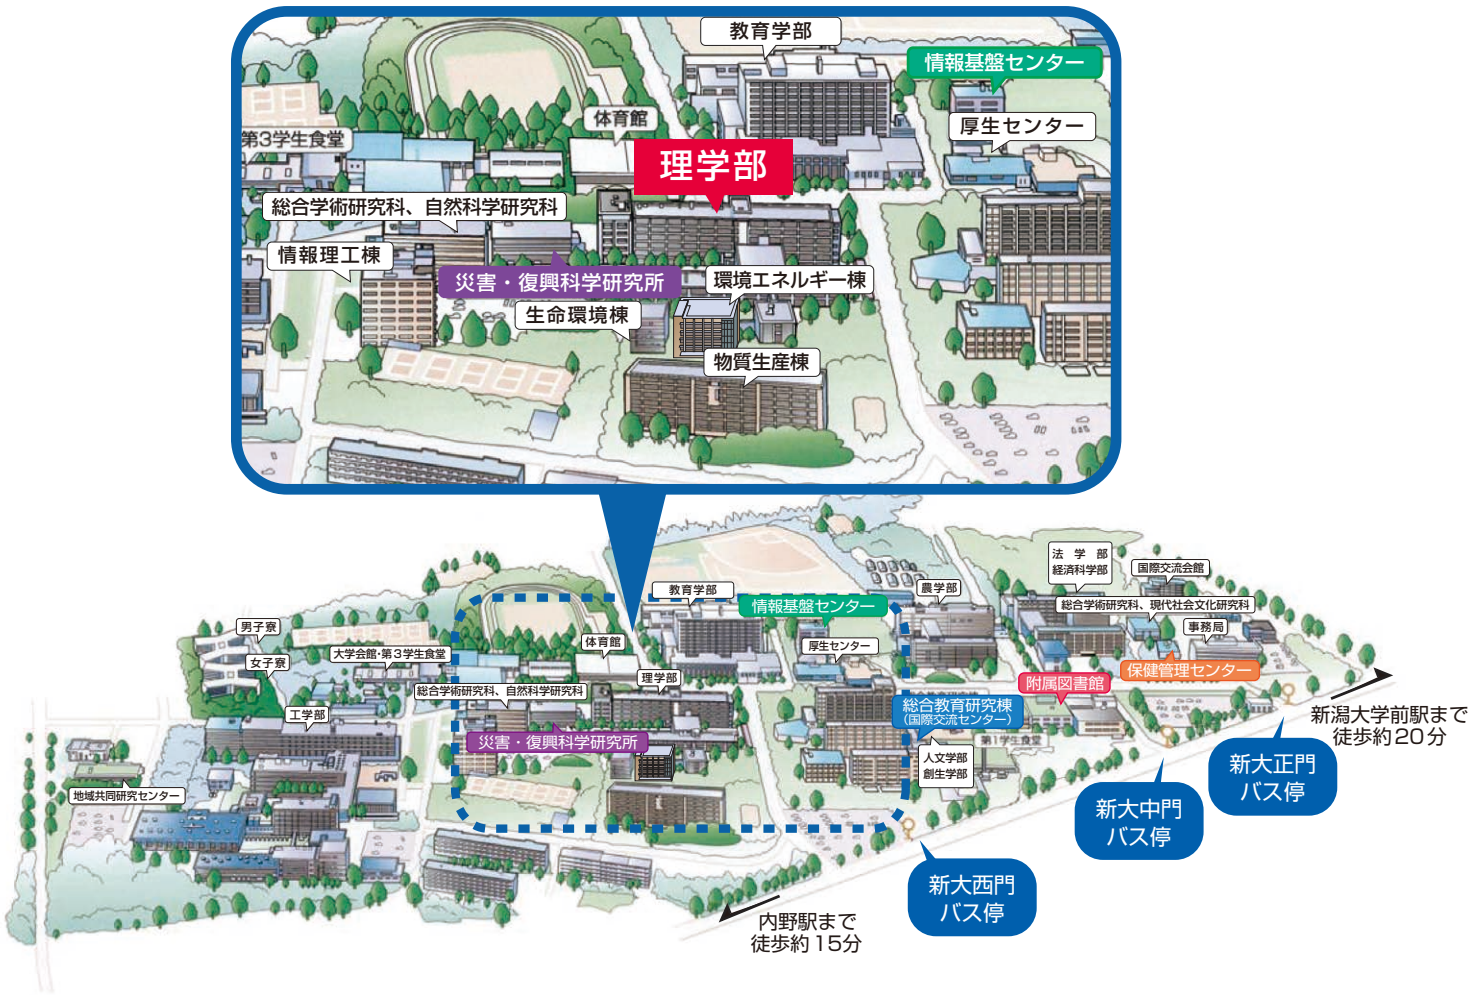 教育学部
情報基盤センター
体育館
厚生センター
第3学生食堂
理学部
総合学術研究科、自然科学研究科
情報理工棟
災害・復興科学研究所
環境エネルギー棟
生命環境棟
物質生産棟
法学部
経済科学部
国際交流会館
教育学部
農学部
情報基盤センター
総合学術研究科、現代社会文化研究科
男子寮
事務局
大学会館・第3学生食堂
体育館
厚生センター
女子寮
保健管理センター
理学部
総合学術研究科、自然科学研究科
附属図書館
総合教育研究棟
(国際交流センター)
工学部
新潟大学前駅まで
徒歩約20分
災害・復興科学研究所
第1学生食堂
人文学部
創生学部
新大正門
バス停
地域共同研究センター
新大中門
バス停
新大西門
バス停
内野駅まで
徒歩約15分